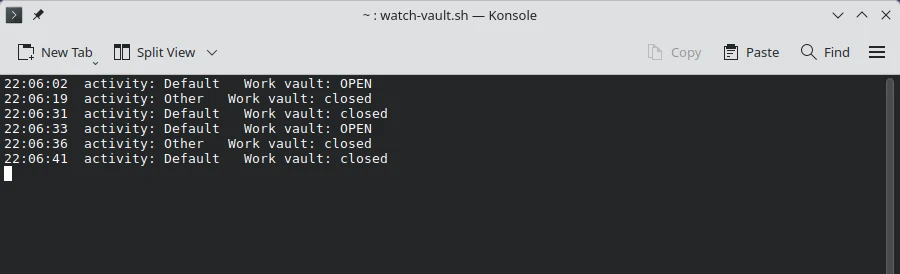 ~ : watch-vault.sh — Konsole
New Tab Split View Copy Paste Find
22:06:02  activity: Default   Work vault: OPEN
22:06:19  activity: Other   Work vault: closed
22:06:31  activity: Default   Work vault: closed
22:06:33  activity: Default   Work vault: OPEN
22:06:36  activity: Other   Work vault: closed
22:06:41  activity: Default   Work vault: closed